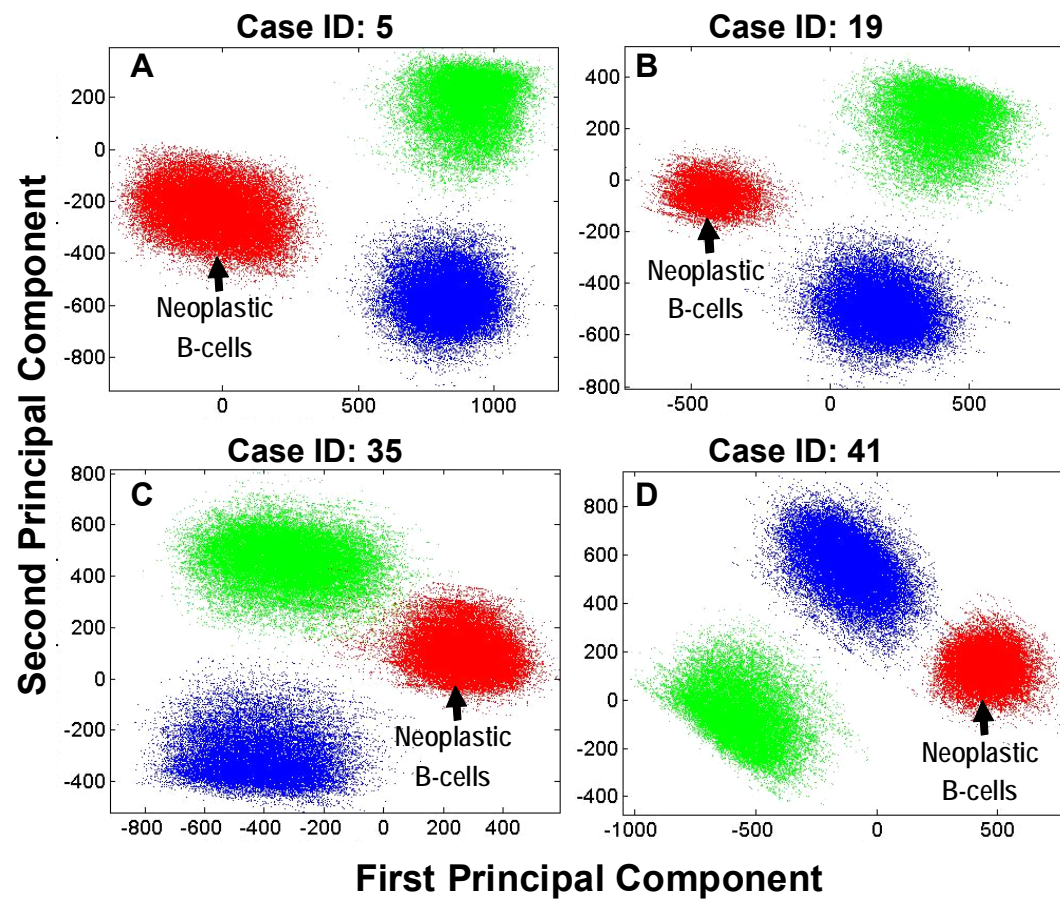 Case ID: 5
Case ID: 19
A
200
0
-200
-400
-600
-800
Neoplastic
B-cells
0
500
1000
B
400
200
0
-200
-400
-600
-800
Neoplastic
B-cells
-500
0
500
Second Principal Component
Case ID: 35
Case ID: 41
C
800
600
400
200
0
-200
-400
Neoplastic
B-cells
-800
-600
-400
-200
0
200
400
D
800
600
400
200
0
-200
-400
Neoplastic
B-cells
-1000
-500
0
500
First Principal Component